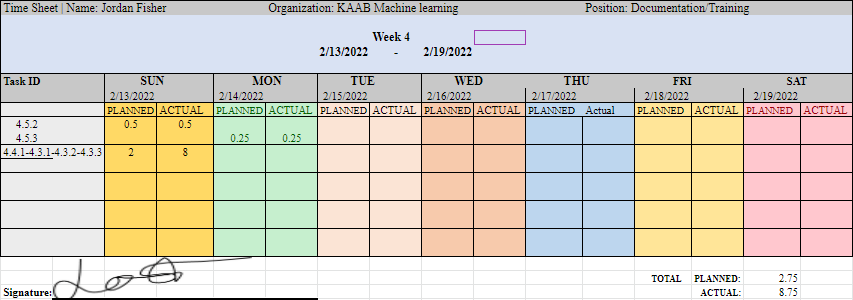 Time Sheet | Name: Jordan Fisher Organization: KAAB Machine learning Position: Documentation/Training
Week 4
2/13/2022 - 2/19/2022
Task ID SUN MON TUE WED THU FRI SAT
2/13/2022 2/14/2022 2/15/2022 2/16/2022 2/17/2022 2/18/2022 2/19/2022
PLANNED ACTUAL PLANNED ACTUAL PLANNED ACTUAL PLANNED ACTUAL PLANNED Actual PLANNED ACTUAL PLANNED ACTUAL
4.5.2 0.5 0.5
4.5.3 0.25 0.25
4.4.1-4.3.1-4.3.2-4.3.3 2 8
TOTAL PLANNED: 2.75
Signature: ACTUAL: 8.75